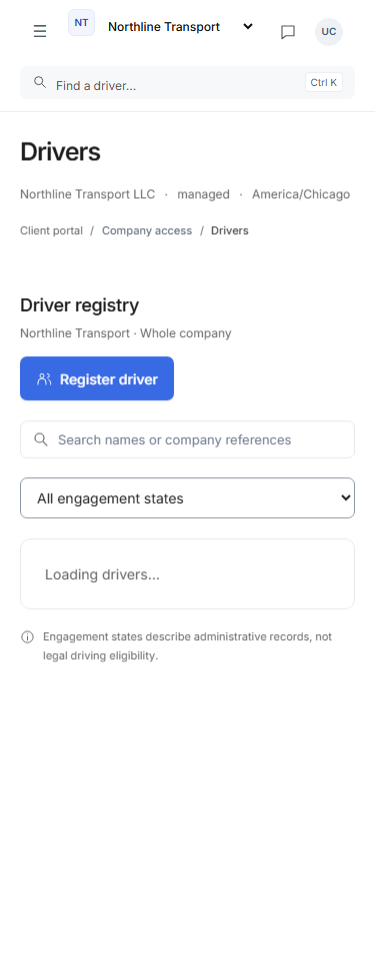 NT
Northline Transport
UC
Find a driver...
Ctrl K
Drivers
Northline Transport LLC · managed · America/Chicago
Client portal / Company access / Drivers
Driver registry
Northline Transport · Whole company
Register driver
Search names or company references
All engagement states
Loading drivers...
Engagement states describe administrative records, not
legal driving eligibility.